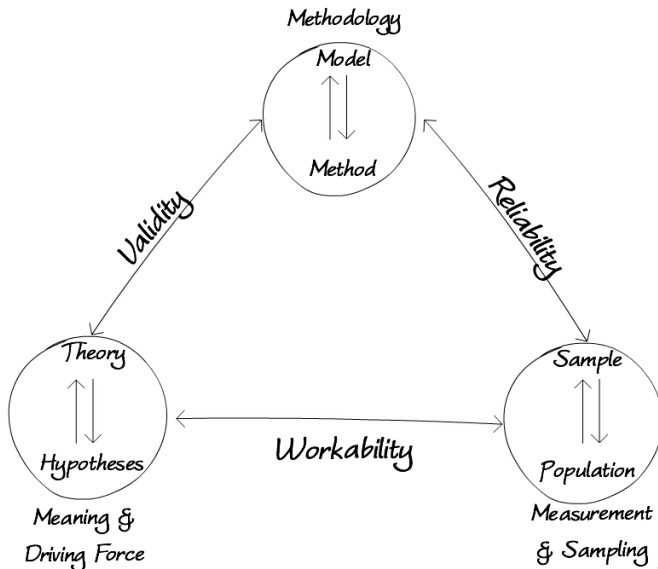 Methodology
Model
Method
Validity
Reliability
Theory
Hypotheses
Meaning &
Driving Force
Workability
Sample
Population
Measurement
& Sampling